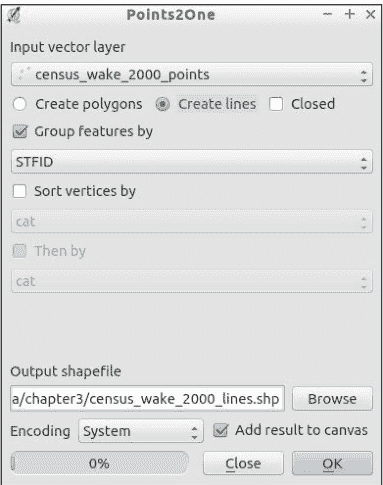 Points2One
Input vector layer
census_wake_2000_points
Create polygons Create lines Closed
Group features by
STFID
Sort vertices by
cat
Then by
cat
Output shapefile
a/chapter3/census_wake_2000_lines.shp Browse
Encoding System Add result to canvas
0% Close OK